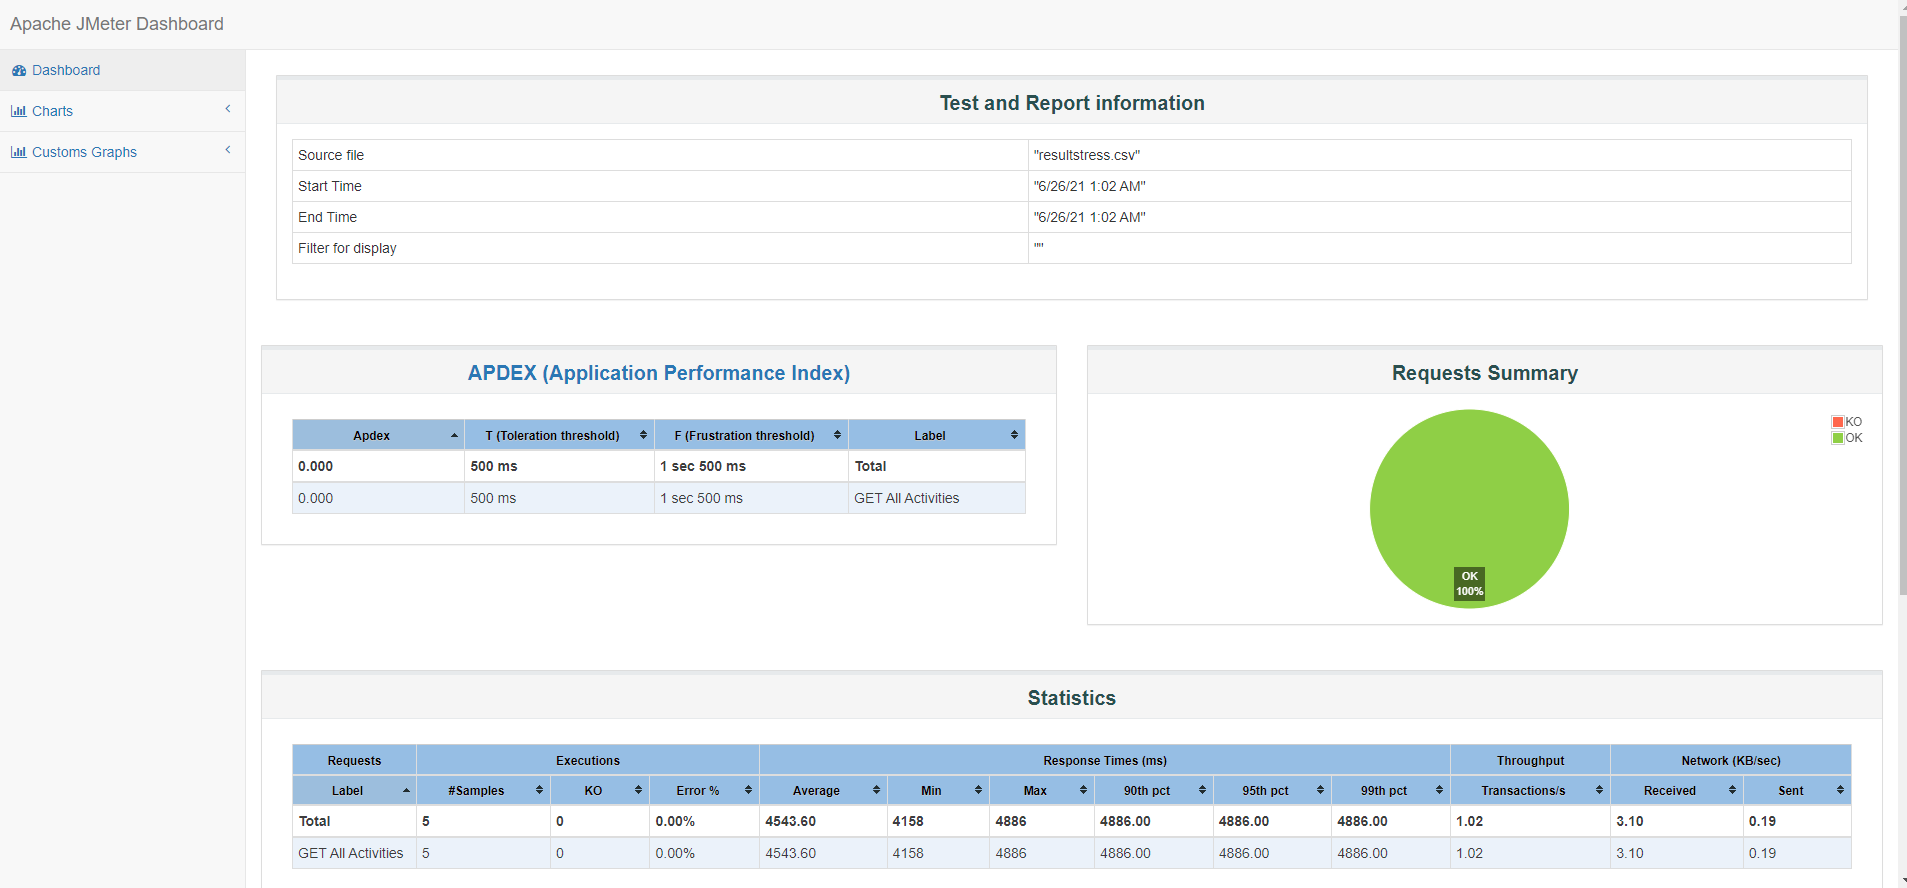 Apache JMeter Dashboard
Dashboard
Charts
Customs Graphs
Test and Report information
Source file "resultstress.csv"
Start Time "6/26/21 1:02 AM"
End Time "6/26/21 1:02 AM"
Filter for display ""
APDEX (Application Performance Index)
Apdex T (Toleration threshold) F (Frustration threshold) Label
0.000 500 ms 1 sec 500 ms Total
0.000 500 ms 1 sec 500 ms GET All Activities
Requests Summary
KO
OK
OK
100%
Statistics
Requests Executions Response Times (ms) Throughput Network (KB/sec)
Label #Samples KO Error % Average Min Max 90th pct 95th pct 99th pct Transactions/s Received Sent
Total 5 0 0.00% 4543.60 4158 4886 4886.00 4886.00 4886.00 1.02 3.10 0.19
GET All Activities 5 0 0.00% 4543.60 4158 4886 4886.00 4886.00 4886.00 1.02 3.10 0.19